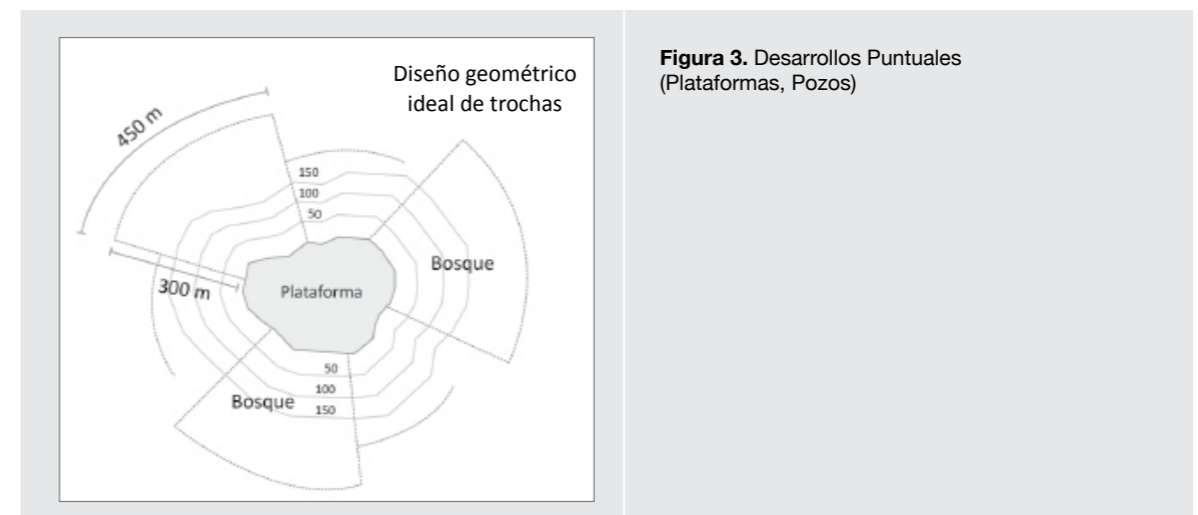 Diseño geométrico
ideal de trochas
450 m
150
100
50
Bosque
300 m
Plataforma
50
100
Bosque
150
Figura 3. Desarrollos Puntuales
(Plataformas, Pozos)